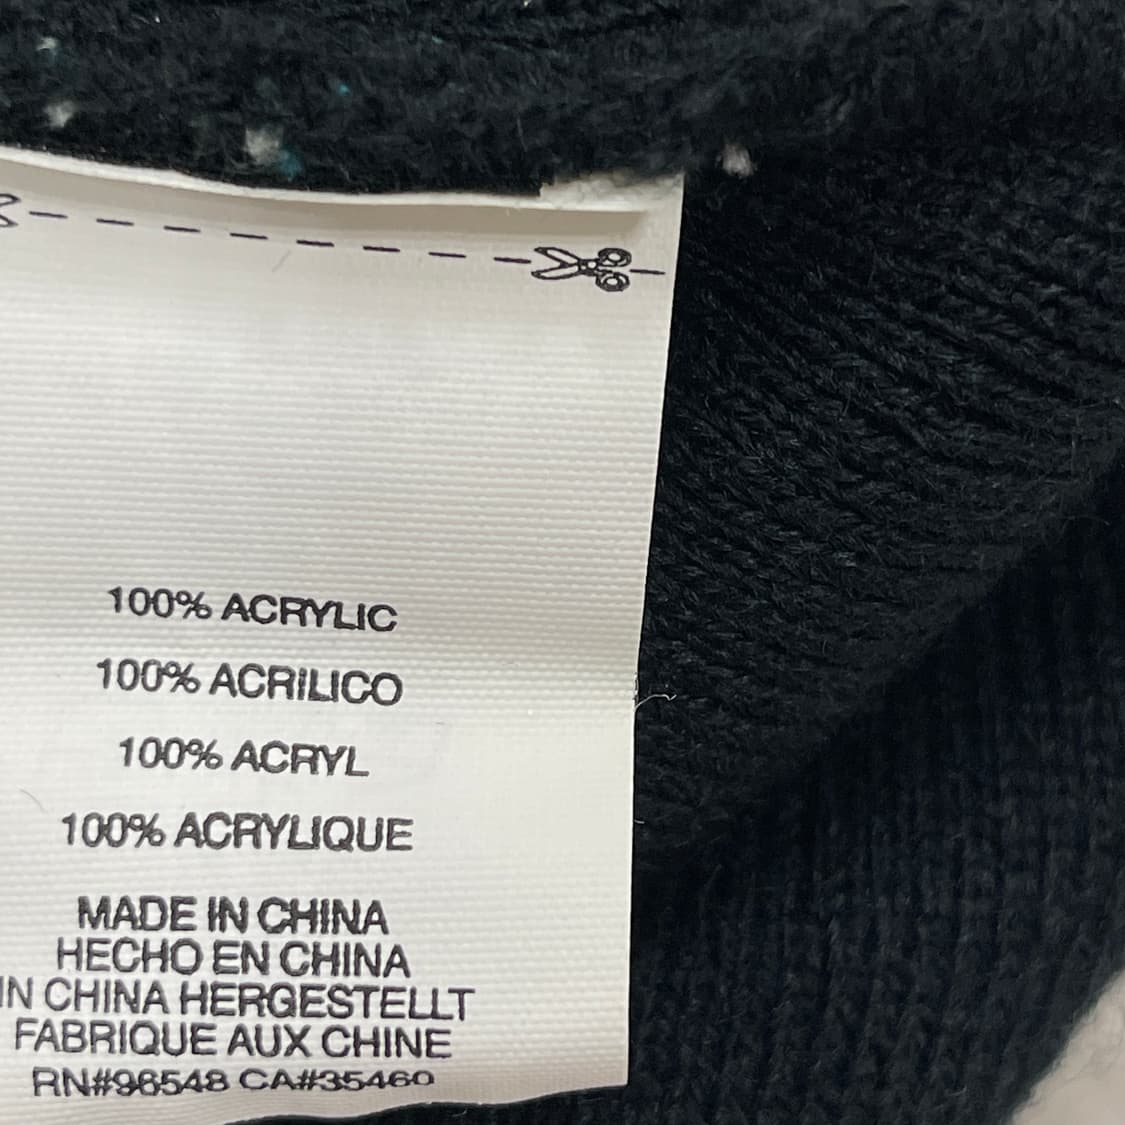 100% ACRYLIC
100% ACRILICO
100% ACRYL
100% ACRYLIQUE
MADE IN CHINA
HECHO EN CHINA
IN CHINA HERGESTELLT
FABRIQUE AUX CHINE
RN#96548 CA#35460